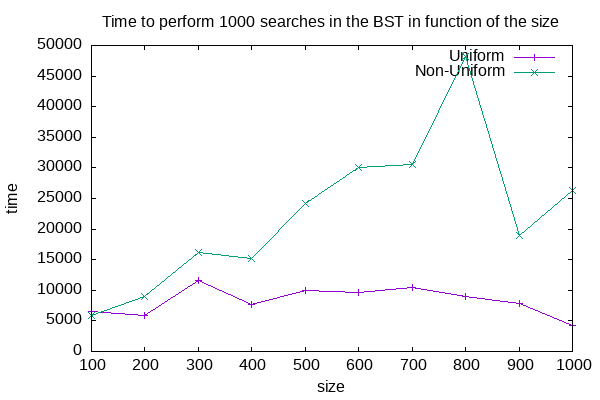 Time to perform 1000 searches in the BST in function of the size
50000
45000
40000
35000
30000
25000
20000
15000
10000
5000
0
Uniform
Non-Uniform
time
100 200 300 400 500 600 700 800 900 1000
size